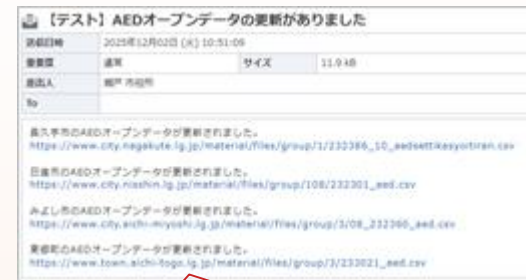 【テスト】AEDオープンデータの更新がありました
送信日時 2025年12月02日 (火) 10:51:09
重要度 通常 サイズ 11.9 kB
差出人
To
長久手市のAEDオープンデータが更新されました。
https://www.city.nagakute.lg.jp/material/files/group/1/232386_10_aedsettikasyoitiran.csv
日進市のAEDオープンデータが更新されました。
https://www.city.nisshin.lg.jp/material/files/group/108/232301_aed.csv
みよし市のAEDオープンデータが更新されました。
https://www.city.aichi-miyoshi.lg.jp/material/files/group/3/08_232360_aed.csv
東郷町のAEDオープンデータが更新されました。
https://www.town.aichi-togo.lg.jp/material/files/group/3/233021_aed.csv